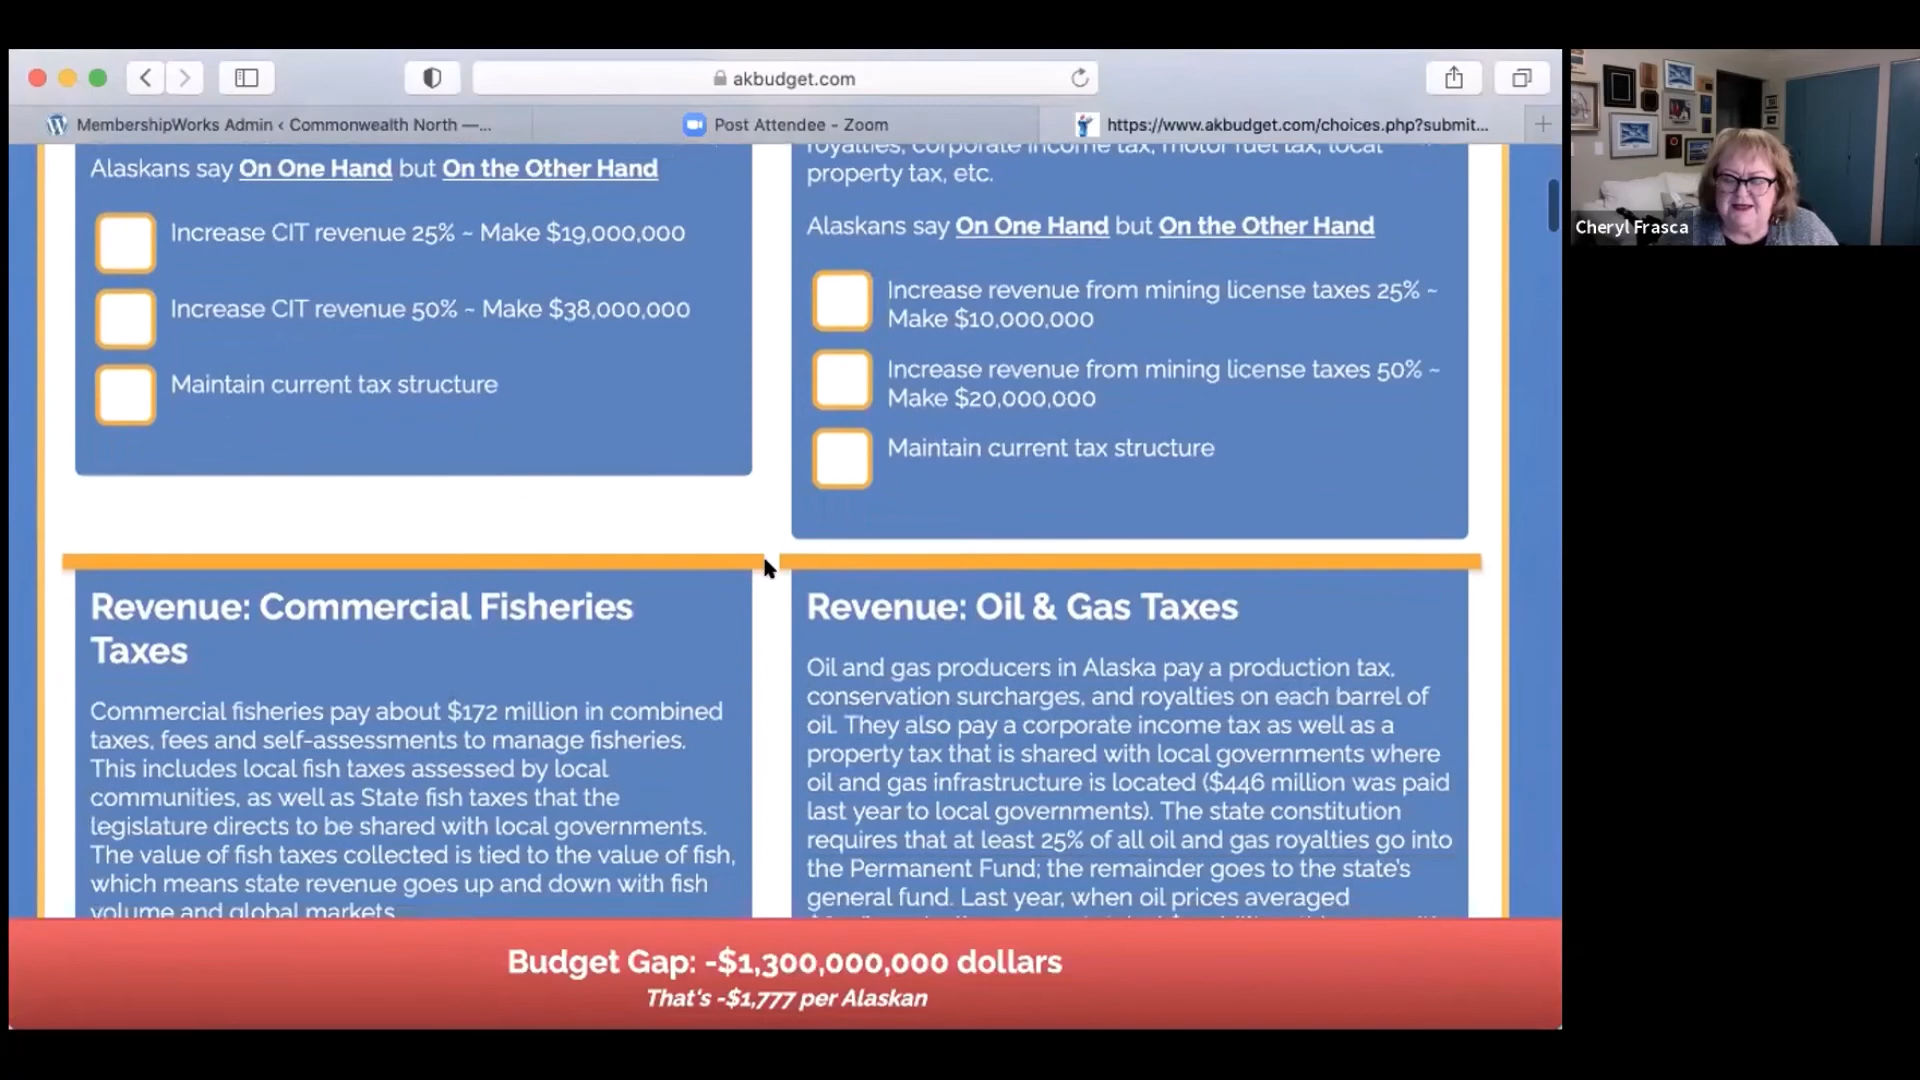 akbudget.com
MembershipWorks Admin ‹ Commonwealth North —...
Post Attendee - Zoom
https://www.akbudget.com/choices.php?submit...
Alaskans say On One Hand but On the Other Hand
Increase CIT revenue 25% ~ Make $19,000,000
Increase CIT revenue 50% ~ Make $38,000,000
Maintain current tax structure
royalties, corporate income tax, motor fuel tax, local
property tax, etc.
Alaskans say On One Hand but On the Other Hand
Increase revenue from mining license taxes 25% ~
Make $10,000,000
Increase revenue from mining license taxes 50% ~
Make $20,000,000
Maintain current tax structure
Revenue: Commercial Fisheries
Taxes
Commercial fisheries pay about $172 million in combined
taxes, fees and self-assessments to manage fisheries.
This includes local fish taxes assessed by local
communities, as well as State fish taxes that the
legislature directs to be shared with local governments.
The value of fish taxes collected is tied to the value of fish,
which means state revenue goes up and down with fish
volume and global markets.
Revenue: Oil & Gas Taxes
Oil and gas producers in Alaska pay a production tax,
conservation surcharges, and royalties on each barrel of
oil. They also pay a corporate income tax as well as a
property tax that is shared with local governments where
oil and gas infrastructure is located ($446 million was paid
last year to local governments). The state constitution
requires that at least 25% of all oil and gas royalties go into
the Permanent Fund; the remainder goes to the state's
general fund. Last year, when oil prices averaged
Budget Gap: -$1,300,000,000 dollars
That's -$1,777 per Alaskan
Cheryl Frasca